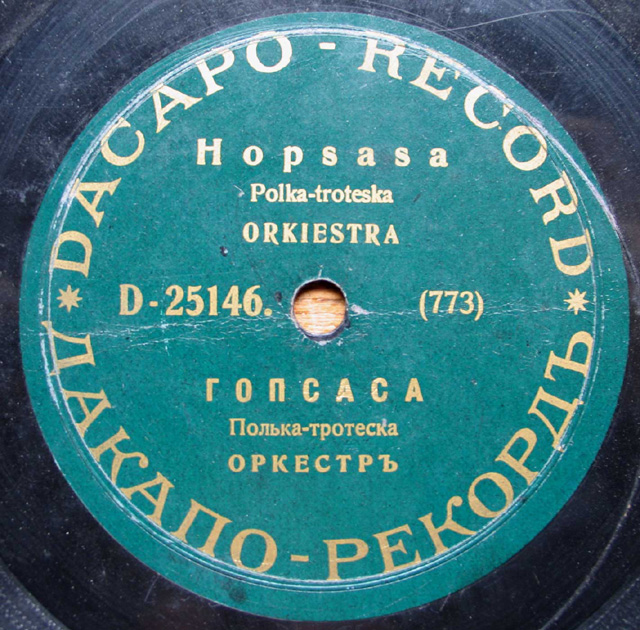 DACAPO-RECORD
Hopsasa
Polka-troteska
ORKIESTRA
D-25146. (773)
ГОПСАСА
Полька-тротеска
ОРКЕСТРЪ
ДАКАПО-РЕКОРДЪ